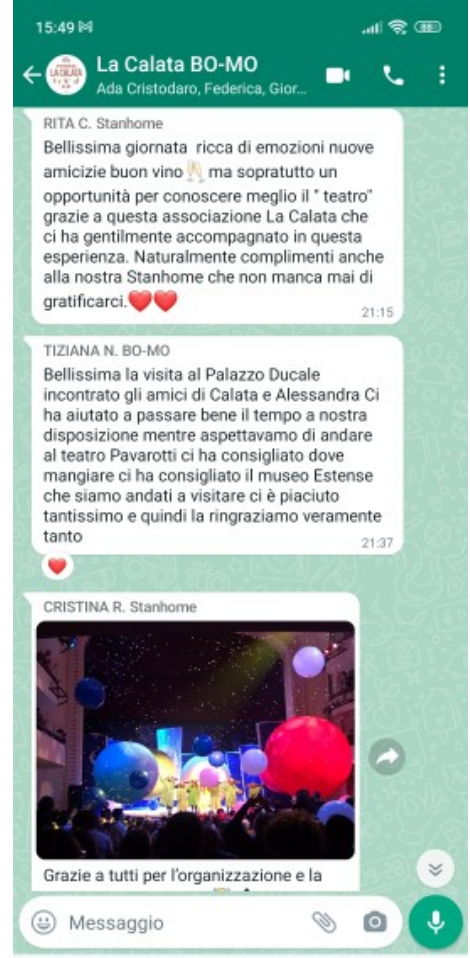 15:49
La Calata BO-MO
Ada Cristodaro, Federica, Gior...
LA CALATA
RITA C. Stanhome
Bellissima giornata ricca di emozioni nuove
amicizie buon vino🥂 ma sopratutto un
opportunità per conoscere meglio il " teatro"
grazie a questa associazione La Calata che
ci ha gentilmente accompagnato in questa
esperienza. Naturalmente complimenti anche
alla nostra Stanhome che non manca mai di
gratificarci.❤️❤️
21:15
TIZIANA N. BO-MO
Bellissima la visita al Palazzo Ducale
incontrato gli amici di Calata e Alessandra Ci
ha aiutato a passare bene il tempo a nostra
disposizione mentre aspettavamo di andare
al teatro Pavarotti ci ha consigliato dove
mangiare ci ha consigliato il museo Estense
che siamo andati a visitare ci è piaciuto
tantissimo e quindi la ringraziamo veramente
tanto
21:37
CRISTINA R. Stanhome
Grazie a tutti per l'organizzazione e la
Messaggio